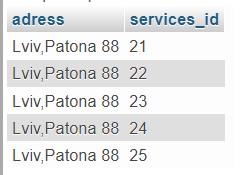 adress services_id
Lviv,Patona 88 21
Lviv,Patona 88 22
Lviv,Patona 88 23
Lviv,Patona 88 24
Lviv,Patona 88 25